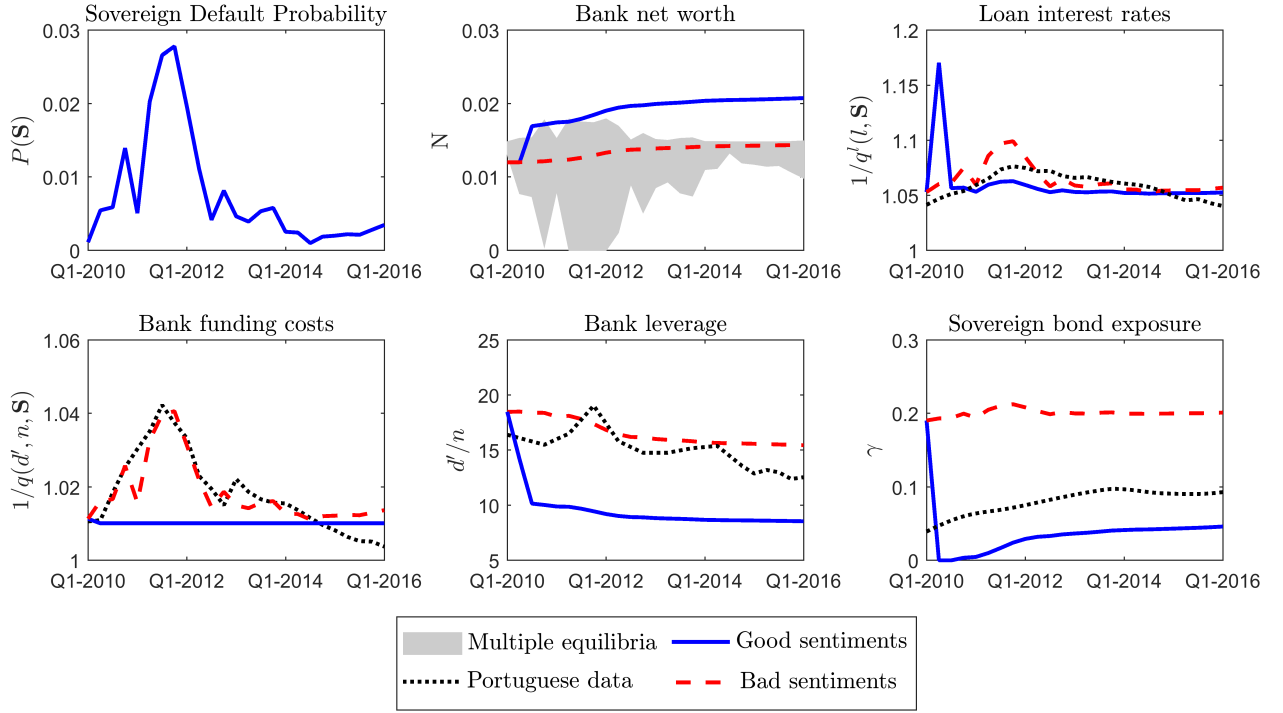 Sovereign Default Probability
Bank net worth
Loan interest rates
0.03
0.02
0.01
0
P(S)
Q1-2010 Q1-2012 Q1-2014 Q1-2016
0.03
0.02
0.01
0
N
Q1-2010 Q1-2012 Q1-2014 Q1-2016
1.2
1.15
1.1
1.05
1
1/q^l(l, S)
Q1-2010 Q1-2012 Q1-2014 Q1-2016
Bank funding costs
Bank leverage
Sovereign bond exposure
1.06
1.04
1.02
1
1/q(d′, n, S)
Q1-2010 Q1-2012 Q1-2014 Q1-2016
25
20
15
10
5
d′/n
Q1-2010 Q1-2012 Q1-2014 Q1-2016
0.3
0.2
0.1
0
γ
Q1-2010 Q1-2012 Q1-2014 Q1-2016
Multiple equilibria
Good sentiments
Portuguese data
Bad sentiments